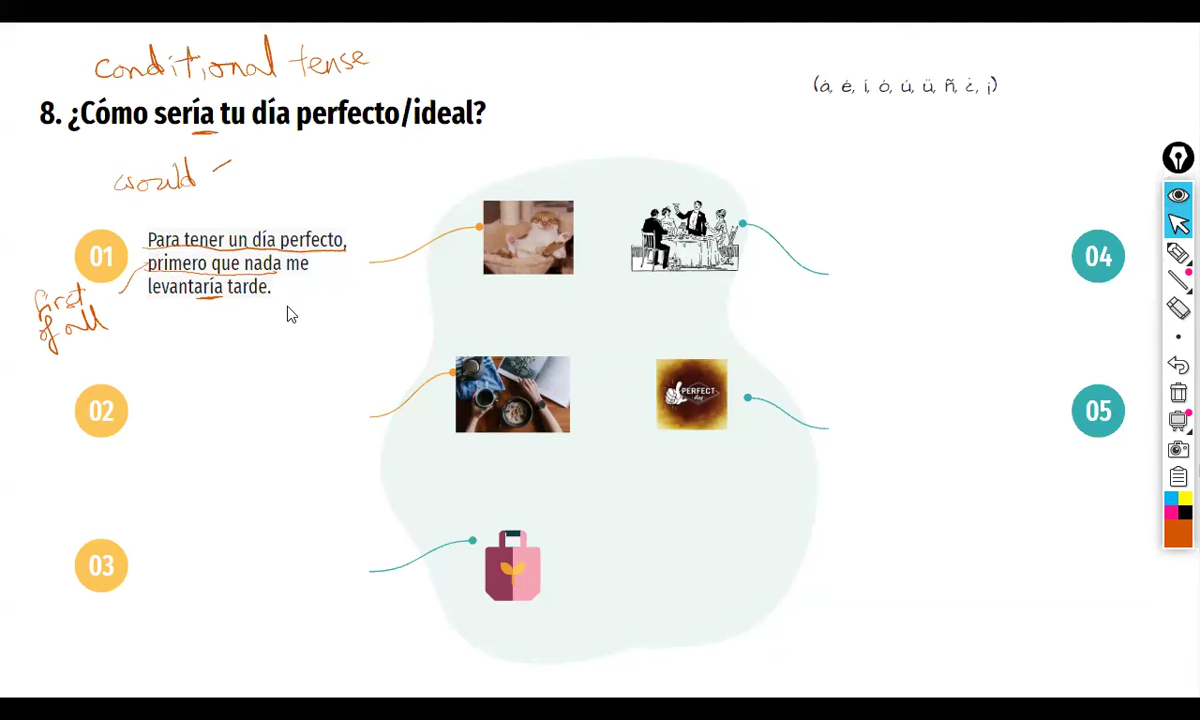 conditional tense
(á, é, í, ó, ú, ü, ñ, ¿, ¡)
8. ¿Cómo sería tu día perfecto/ideal?
would
01
Para tener un día perfecto,
primero que nada me
levantaría tarde.
first
of all
02
03
04
PERFECT
day
05